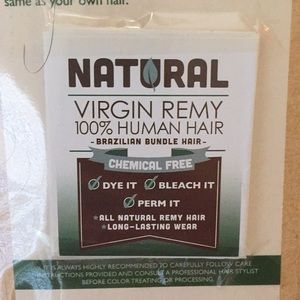 same as your own hair.
NATURAL
VIRGIN REMY
100% HUMAN HAIR
- BRAZILIAN BUNDLE HAIR -
CHEMICAL FREE
DYE IT BLEACH IT
PERM IT
*ALL NATURAL REMY HAIR
*LONG-LASTING WEAR
IT IS ALWAYS HIGHLY RECOMMENDED TO CAREFULLY FOLLOW CARE
INSTRUCTIONS PROVIDED AND CONSULT A PROFESSIONAL HAIR STYLIST
BEFORE COLOR TREATING OR PROCESSING.